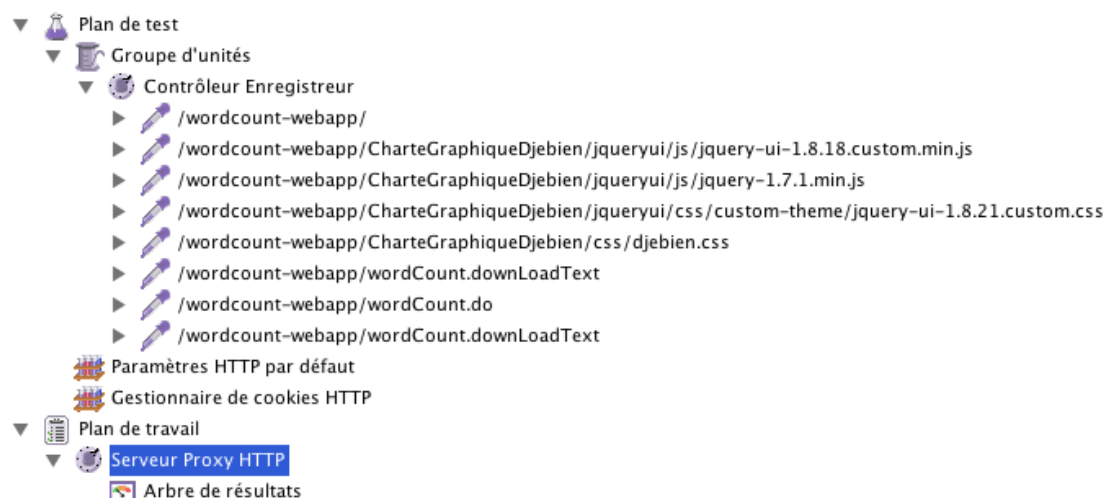 Plan de test
Groupe d'unités
Contrôleur Enregistreur
/wordcount-webapp/
/wordcount-webapp/CharteGraphiqueDjebien/jqueryui/js/jquery-ui-1.8.18.custom.min.js
/wordcount-webapp/CharteGraphiqueDjebien/jqueryui/js/jquery-1.7.1.min.js
/wordcount-webapp/CharteGraphiqueDjebien/jqueryui/css/custom-theme/jquery-ui-1.8.21.custom.css
/wordcount-webapp/CharteGraphiqueDjebien/css/djebien.css
/wordcount-webapp/wordCount.downLoadText
/wordcount-webapp/wordCount.do
/wordcount-webapp/wordCount.downLoadText
Paramètres HTTP par défaut
Gestionnaire de cookies HTTP
Plan de travail
Serveur Proxy HTTP
Arbre de résultats